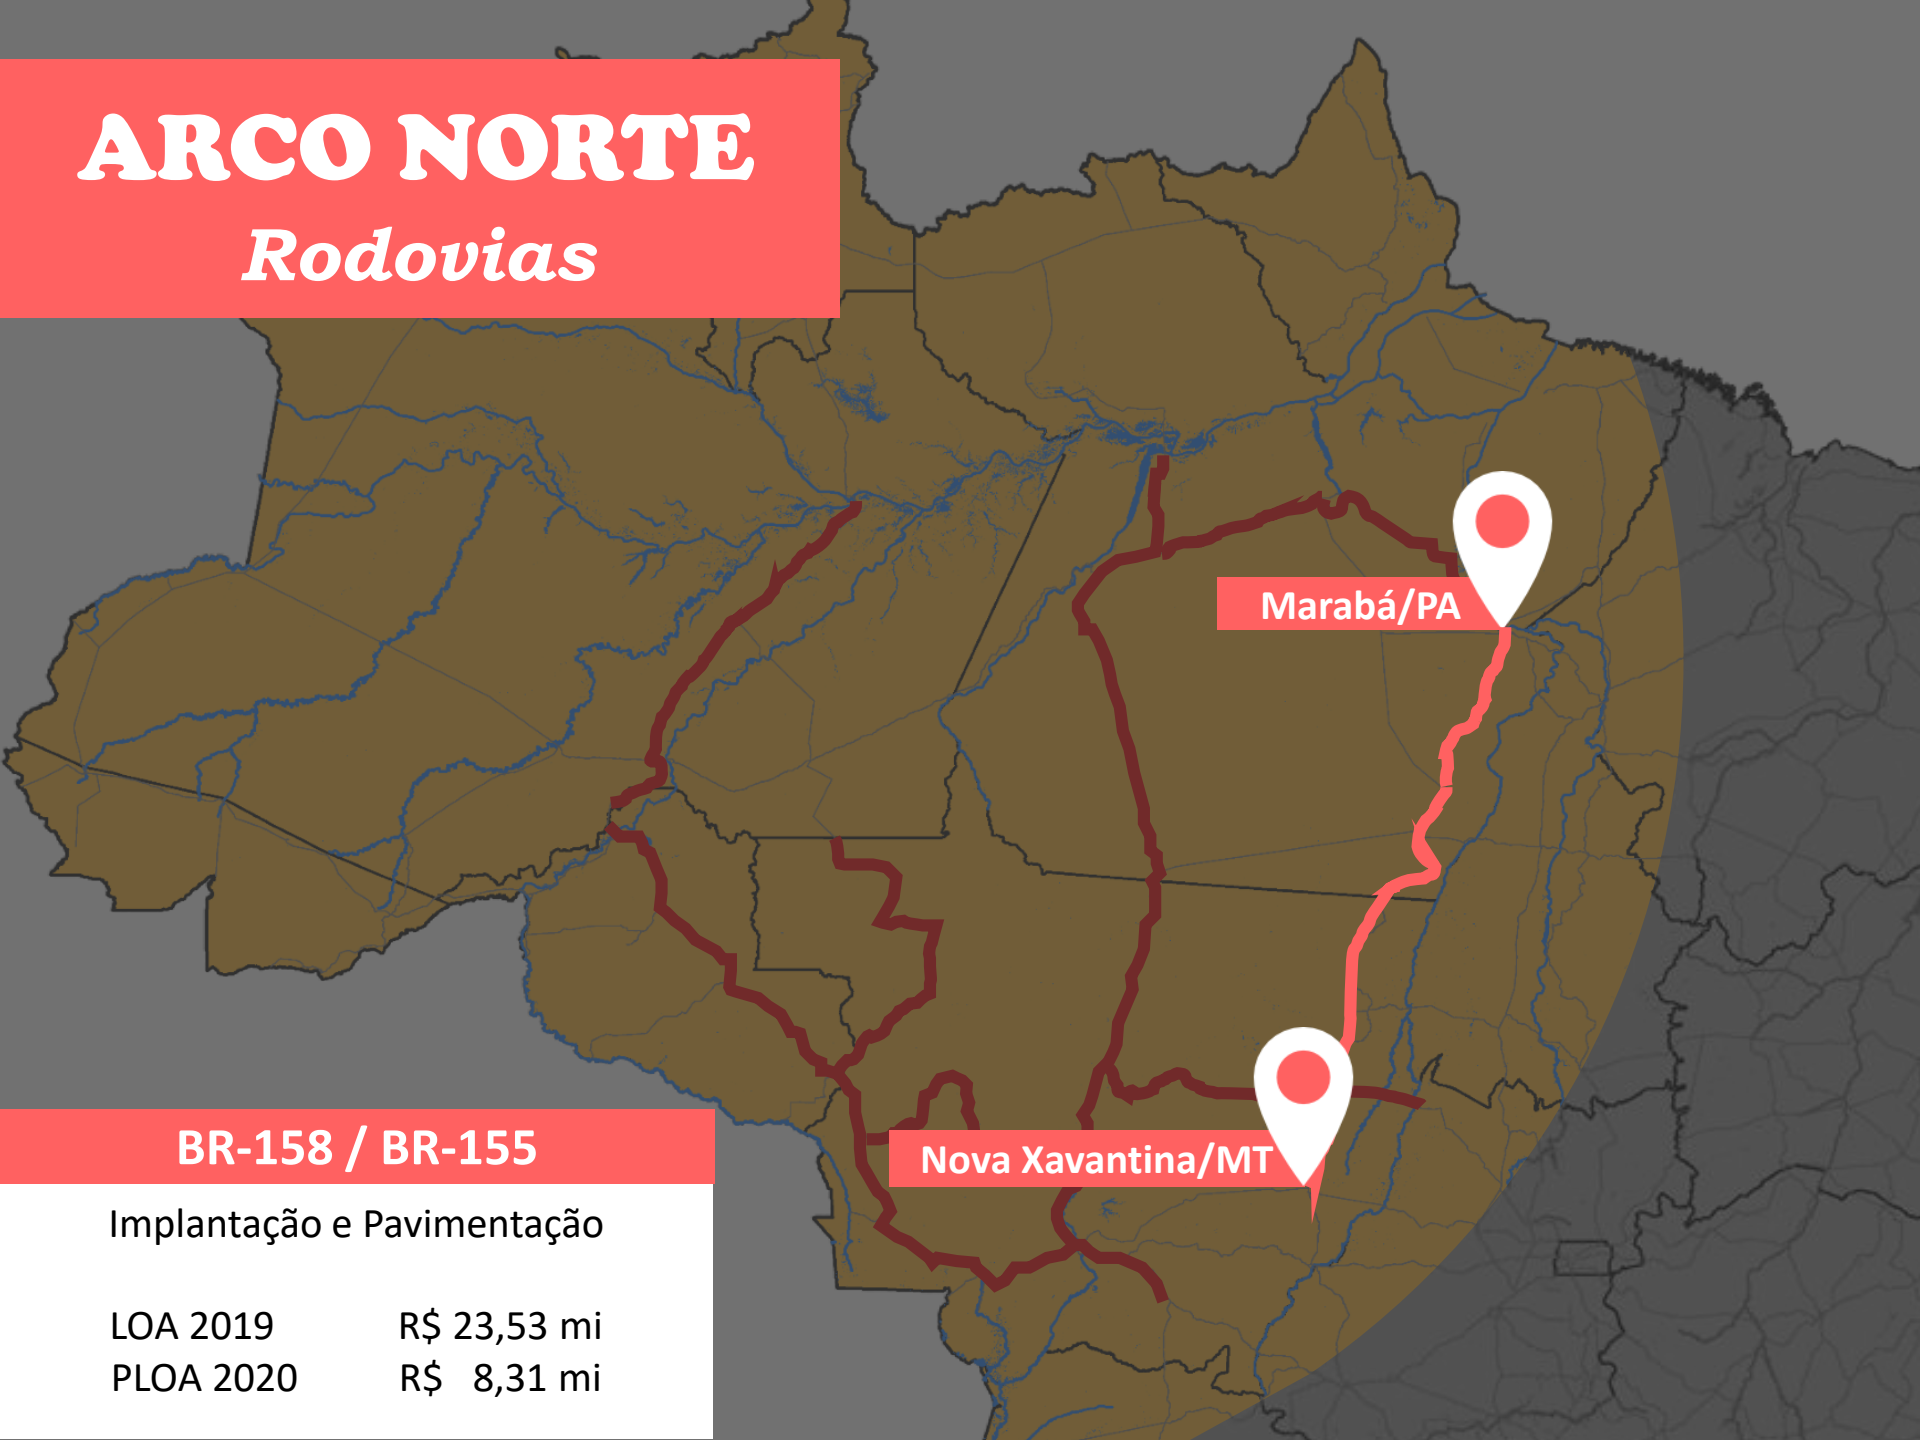 ARCO NORTE
Rodovias
Marabá/PA
Nova Xavantina/MT
BR-158 / BR-155
Implantação e Pavimentação
LOA 2019 R$ 23,53 mi
PLOA 2020 R$ 8,31 mi